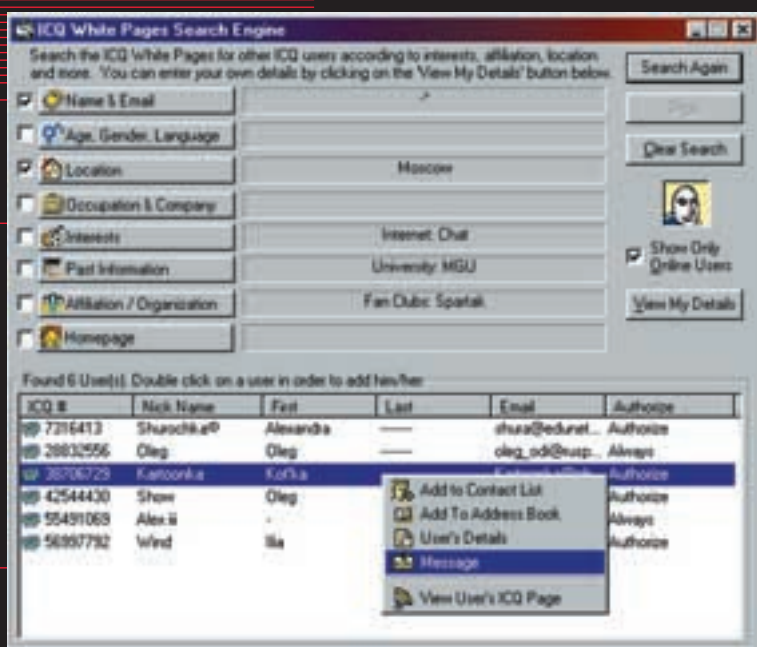 ICQ White Pages Search Engine
Search the ICQ White Pages for other ICQ users according to interests, affiliation, location
and more. You can enter your own details by clicking on the 'View My Details' button below.
Search Again
Name & Email
Age, Gender, Language
Clear Search
Location Moscow
Occupation & Company
Interests Internet: Chat
Show Only
Online Users
Past Information University: MGU
Affiliation / Organization Fan Clubs: Spartak
View My Details
Homepage
Found 6 User(s). Double click on a user in order to add him/her
ICQ # Nick Name First Last Email Authorize
7316413 Shurochka® Alexandra ----- shura@edunet... Authorize
28832556 Oleg Oleg ----- Always
38706729 Kartoonka Authorize
42544430 Show Oleg Authorize
55491069 - Always
56997792 Wind Ilia Authorize
Add to Contact List
Add To Address Book
User's Details
Message
View User's ICQ Page